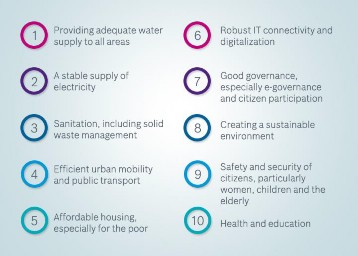 1
Providing adequate water
supply to all areas
2
A stable supply of
electricity
3
Sanitation, including solid
waste management
4
Efficient urban mobility
and public transport
5
Affordable housing,
especially for the poor
6
Robust IT connectivity and
digitalization
7
Good governance,
especially e-governance
and citizen participation
8
Creating a sustainable
environment
9
Safety and security of
citizens, particularly
women, children and the
elderly
10
Health and education